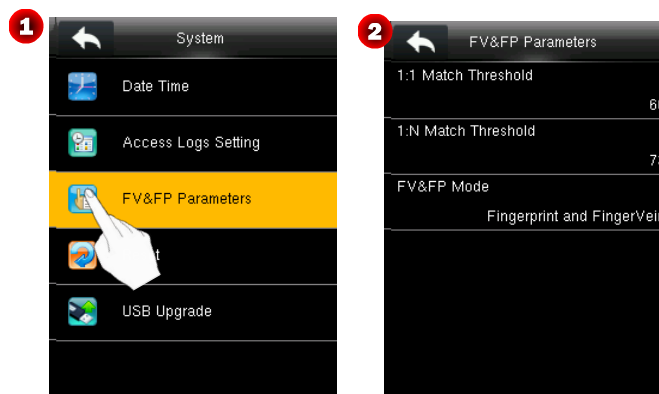 1
System
Date Time
Access Logs Setting
FV&FP Parameters
USB Upgrade
2
FV&FP Parameters
1:1 Match Threshold
1:N Match Threshold
FV&FP Mode
Fingerprint and